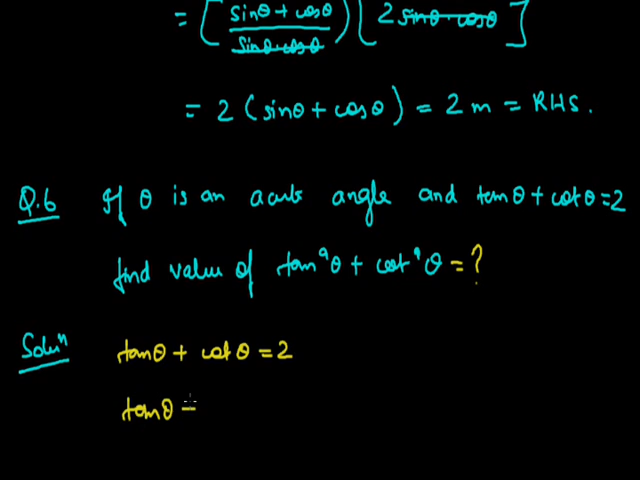 = [ (sinθ + cosθ / sinθ·cosθ) [ 2 sinθ·cosθ ]
= 2 (sinθ + cosθ) = 2m = RHS.
Q.6 If θ is an acute angle and tanθ + cotθ = 2
find value of tan⁹θ + cot⁹θ = ?
Soluⁿ tanθ + cotθ = 2
tanθ =